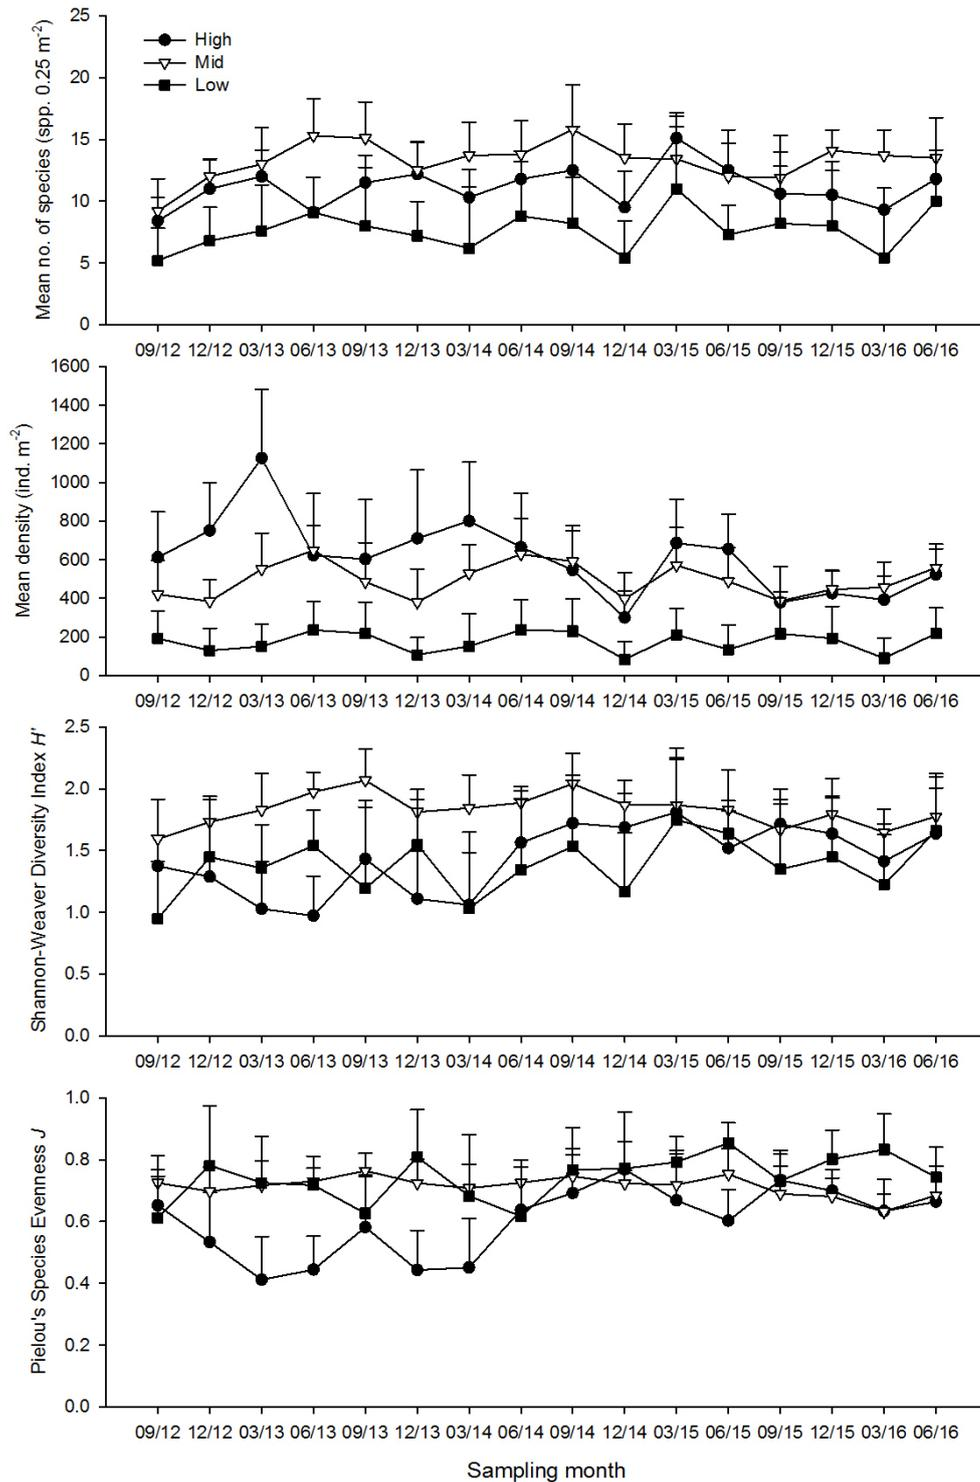 Mean no. of species (spp. 0.25 m-2)
25
20
15
10
5
0
High
Mid
Low
09/12 12/12 03/13 06/13 09/13 12/13 03/14 06/14 09/14 12/14 03/15 06/15 09/15 12/15 03/16 06/16
Mean density (ind. m-2)
1600
1400
1200
1000
800
600
400
200
0
09/12 12/12 03/13 06/13 09/13 12/13 03/14 06/14 09/14 12/14 03/15 06/15 09/15 12/15 03/16 06/16
Shannon-Weaver Diversity Index H'
2.5
2.0
1.5
1.0
0.5
0.0
09/12 12/12 03/13 06/13 09/13 12/13 03/14 06/14 09/14 12/14 03/15 06/15 09/15 12/15 03/16 06/16
Pielou's Species Evenness J
1.0
0.8
0.6
0.4
0.2
0.0
09/12 12/12 03/13 06/13 09/13 12/13 03/14 06/14 09/14 12/14 03/15 06/15 09/15 12/15 03/16 06/16
Sampling month